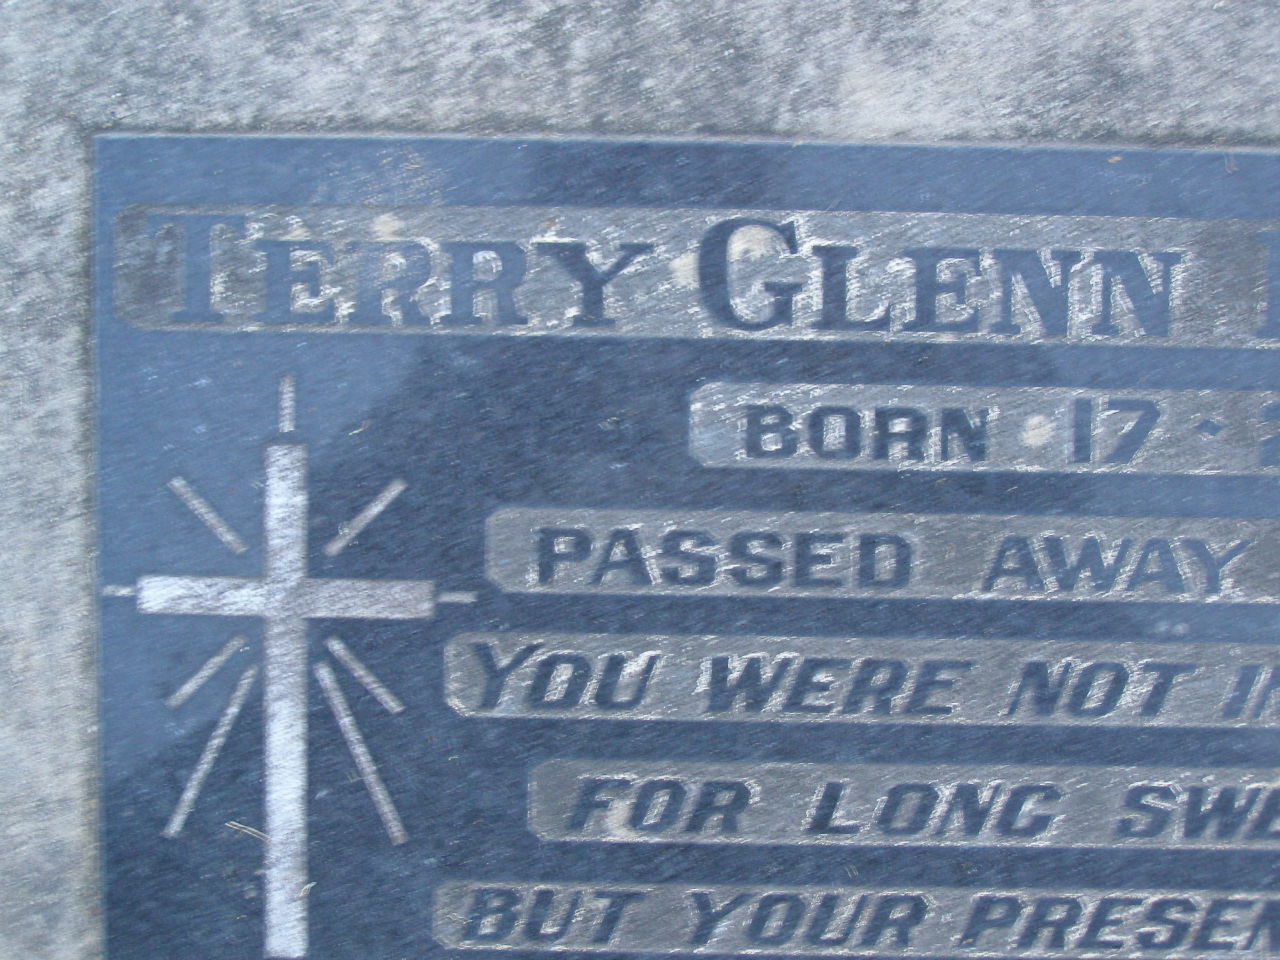 TERRY GLENN
BORN 17 ·
PASSED AWAY
YOU WERE NOT
FOR LONG
BUT YOUR